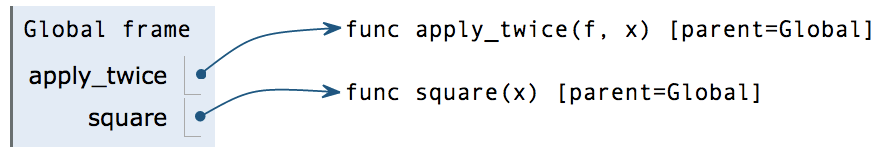 Global frame
func apply_twice(f, x) [parent=Global]
apply_twice
func square(x) [parent=Global]
square